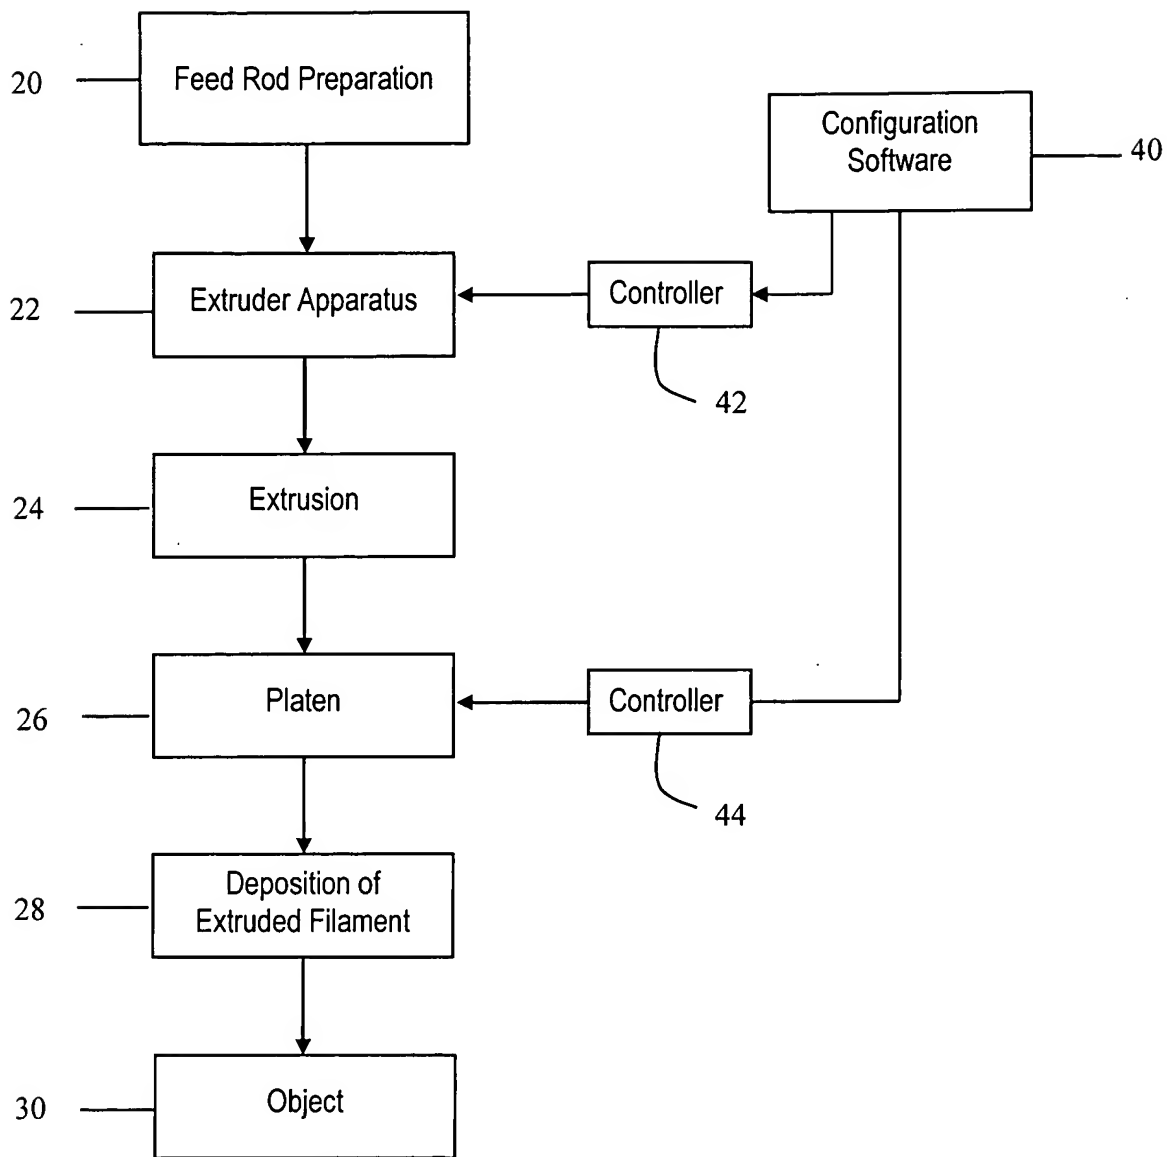 20
Feed Rod Preparation
Configuration
Software
40
22
Extruder Apparatus
Controller
42
24
Extrusion
26
Platen
Controller
44
28
Deposition of
Extruded Filament
30
Object